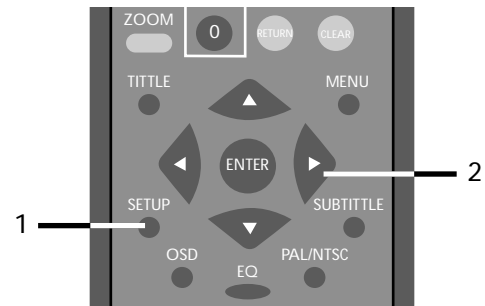 ZOOM
0 RETURN CLEAR
TITTLE MENU
ENTER
2
SETUP SUBTITTLE
1
OSD PAL/NTSC
EQ